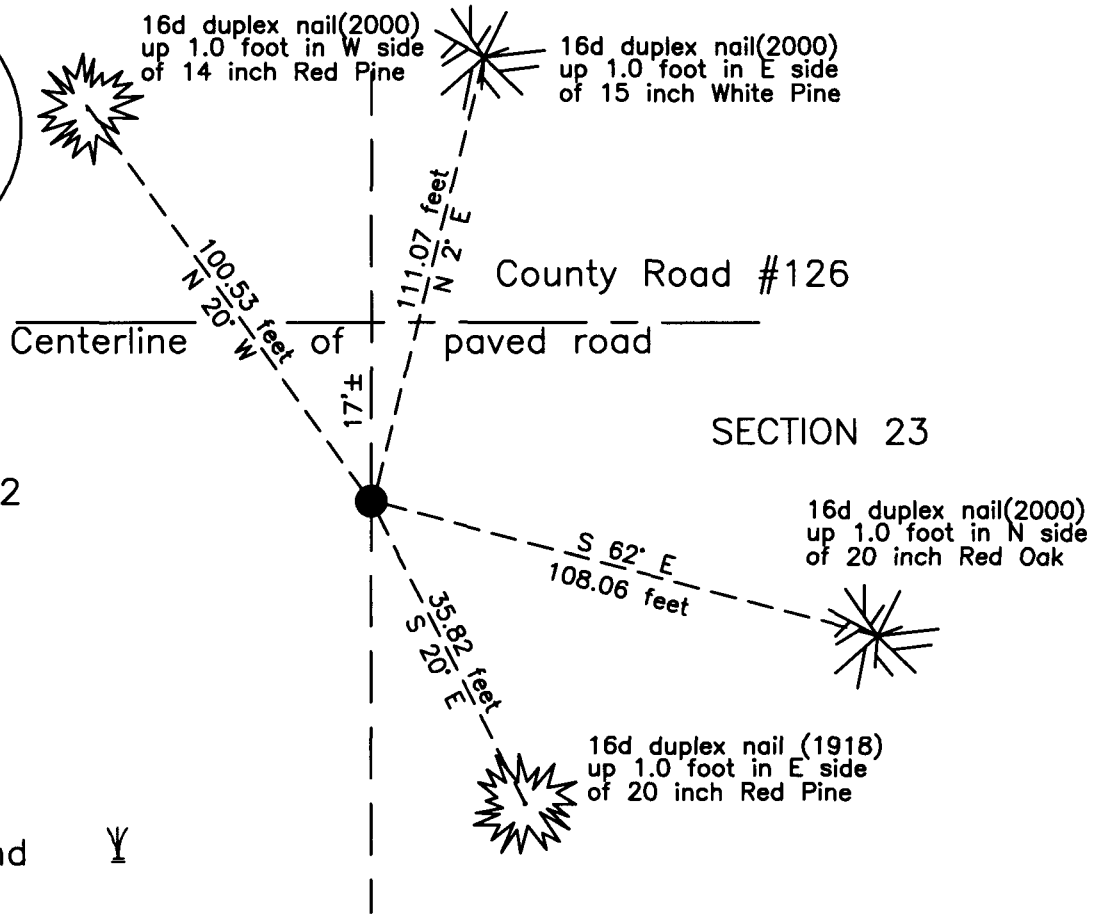 16d duplex nail(2000)
up 1.0 foot in W side
of 14 inch Red Pine
16d duplex nail(2000)
up 1.0 foot in E side
of 15 inch White Pine
100.53 feet
N 20° W
111.07 feet
N 2° E
County Road #126
Centerline of paved road
17'±
SECTION 23
2
S 62° E
108.06 feet
16d duplex nail(2000)
up 1.0 foot in N side
of 20 inch Red Oak
35.82 feet
S 20° E
16d duplex nail (1918)
up 1.0 foot in E side
of 20 inch Red Pine
nd